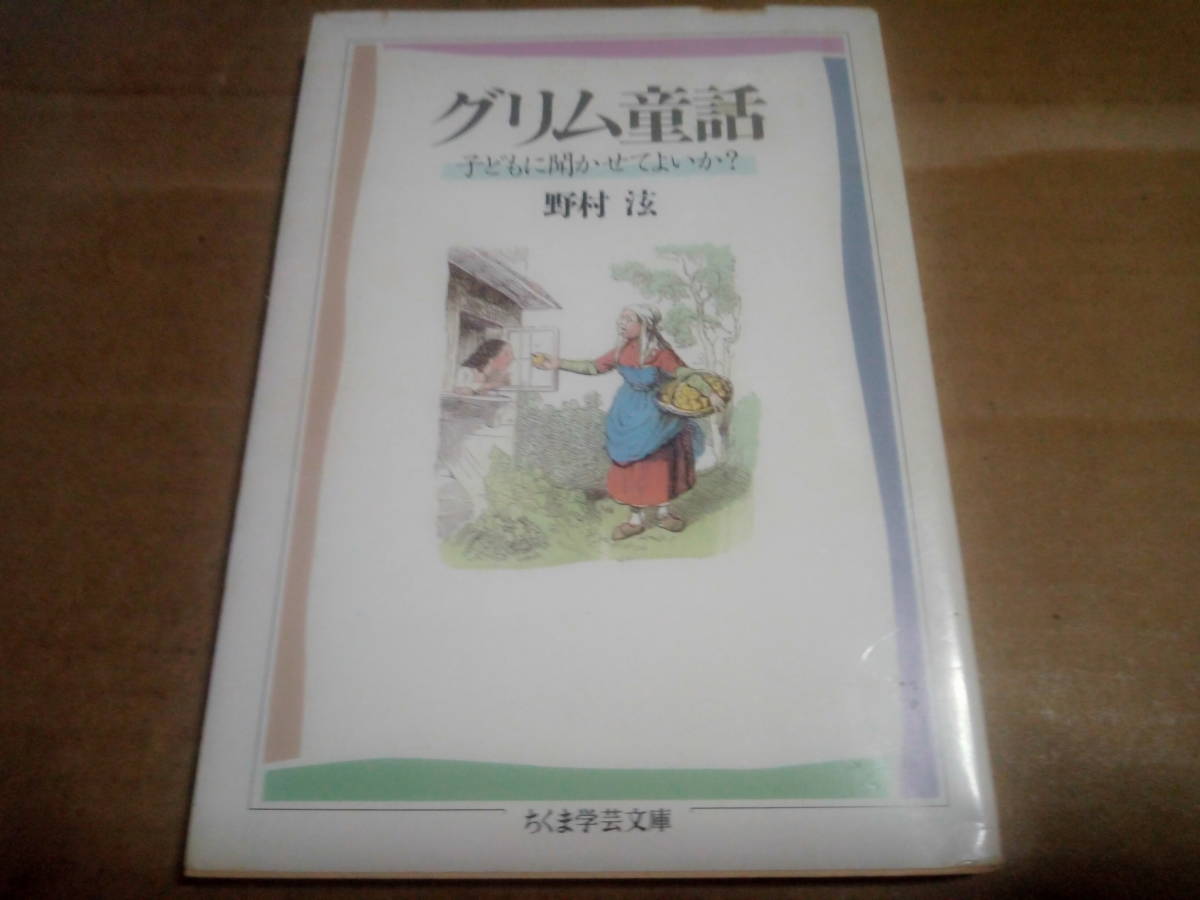 グリム童話
子どもに聞かせてよいか?
野村 泫
ちくま学芸文庫